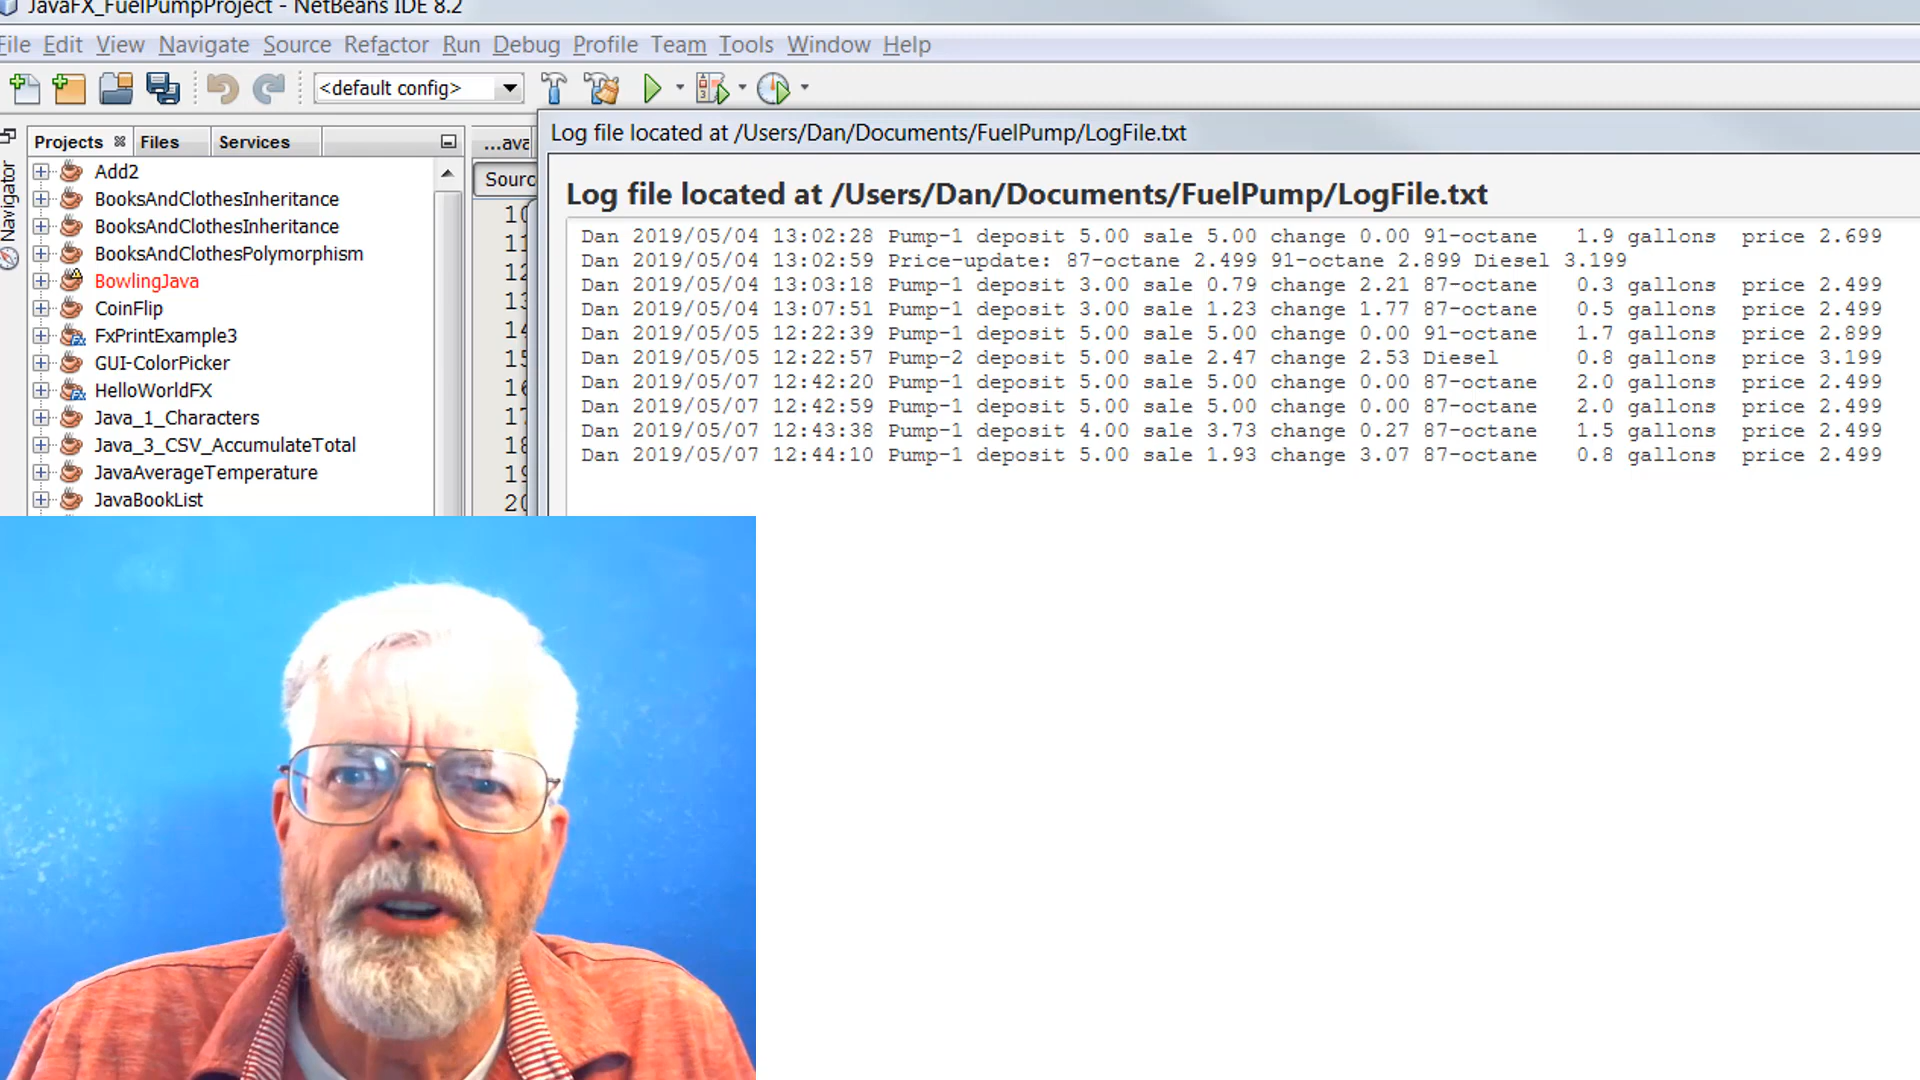 JavaFX_FuelPumpProject - NetBeans IDE 8.2
File Edit View Navigate Source Refactor Run Debug Profile Team Tools Window Help
<default config>
Projects Files Services
...ava
Navigator
Sourc
Add2
BooksAndClothesInheritance
BooksAndClothesInheritance
BooksAndClothesPolymorphism
BowlingJava
CoinFlip
FxPrintExample3
GUI-ColorPicker
HelloWorldFX
Java_1_Characters
Java_3_CSV_AccumulateTotal
JavaAverageTemperature
JavaBookList
10
11
12
13
14
15
16
17
18
19
20
Log file located at /Users/Dan/Documents/FuelPump/LogFile.txt
Log file located at /Users/Dan/Documents/FuelPump/LogFile.txt
Dan 2019/05/04 13:02:28 Pump-1 deposit 5.00 sale 5.00 change 0.00 91-octane 1.9 gallons price 2.699
Dan 2019/05/04 13:02:59 Price-update: 87-octane 2.499 91-octane 2.899 Diesel 3.199
Dan 2019/05/04 13:03:18 Pump-1 deposit 3.00 sale 0.79 change 2.21 87-octane 0.3 gallons price 2.499
Dan 2019/05/04 13:07:51 Pump-1 deposit 3.00 sale 1.23 change 1.77 87-octane 0.5 gallons price 2.499
Dan 2019/05/05 12:22:39 Pump-1 deposit 5.00 sale 5.00 change 0.00 91-octane 1.7 gallons price 2.899
Dan 2019/05/05 12:22:57 Pump-2 deposit 5.00 sale 2.47 change 2.53 Diesel 0.8 gallons price 3.199
Dan 2019/05/07 12:42:20 Pump-1 deposit 5.00 sale 5.00 change 0.00 87-octane 2.0 gallons price 2.499
Dan 2019/05/07 12:42:59 Pump-1 deposit 5.00 sale 5.00 change 0.00 87-octane 2.0 gallons price 2.499
Dan 2019/05/07 12:43:38 Pump-1 deposit 4.00 sale 3.73 change 0.27 87-octane 1.5 gallons price 2.499
Dan 2019/05/07 12:44:10 Pump-1 deposit 5.00 sale 1.93 change 3.07 87-octane 0.8 gallons price 2.499